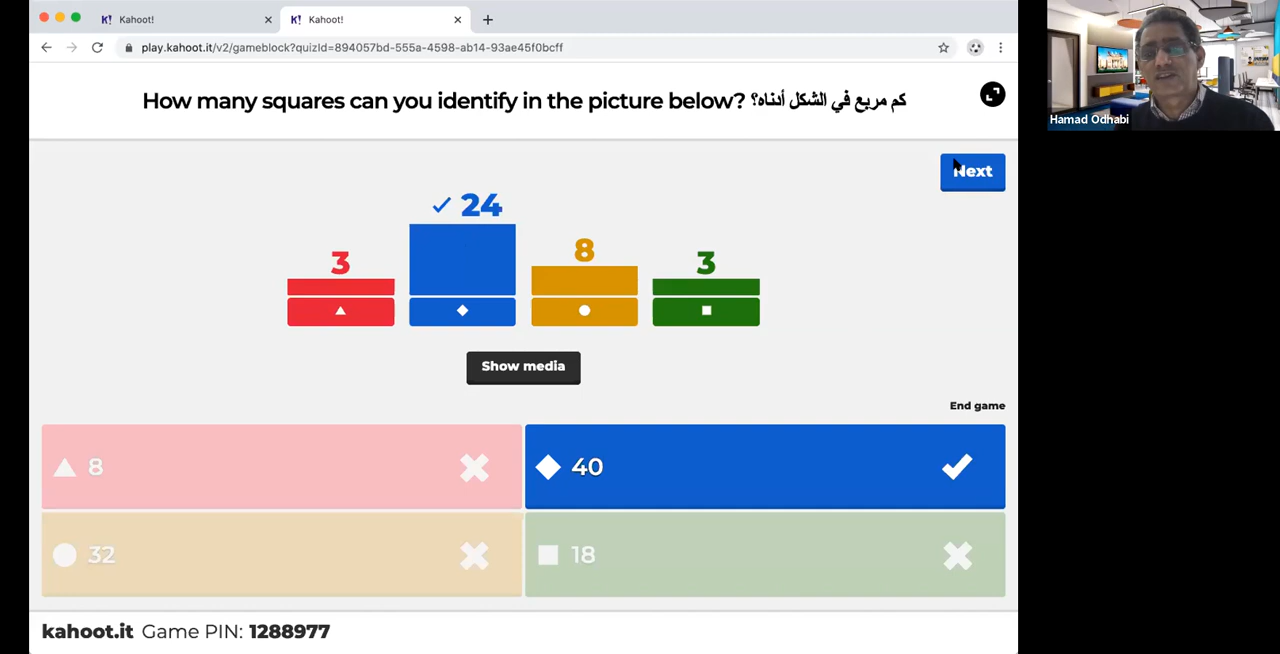 Kahoot!
Kahoot!
play.kahoot.it/v2/gameblock?quizId=894057bd-555a-4598-ab14-93ae45f0bcff
How many squares can you identify in the picture below? كم مربع في الشكل أدناه؟
Hamad Odhabi
Next
24
3
8
3
Show media
End game
8
40
32
18
kahoot.it Game PIN: 1288977